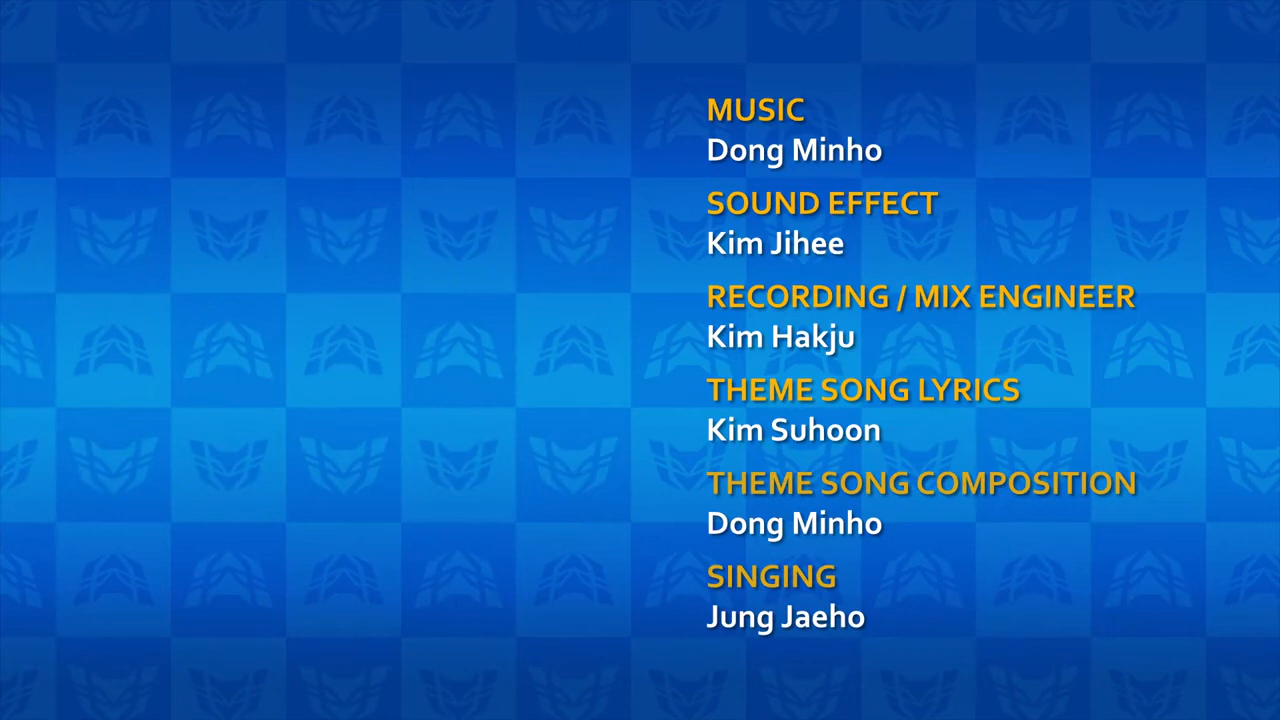 MUSIC
Dong Minho
SOUND EFFECT
Kim Jihee
RECORDING / MIX ENGINEER
Kim Hakju
THEME SONG LYRICS
Kim Suhoon
THEME SONG COMPOSITION
Dong Minho
SINGING
Jung Jaeho